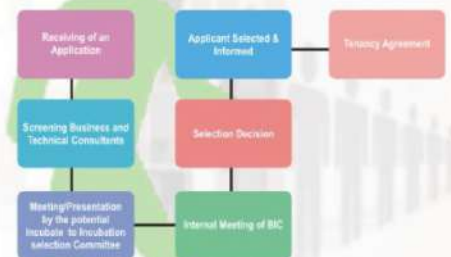 Receiving of an
Application
Screening Business and
Technical Consultants
Meeting/Presentation
by the potential
Incubate to Incubation
selection Committee
Internal Meeting of BIC
Selection Decision
Applicant Selected &
Informed
Tenancy Agreement